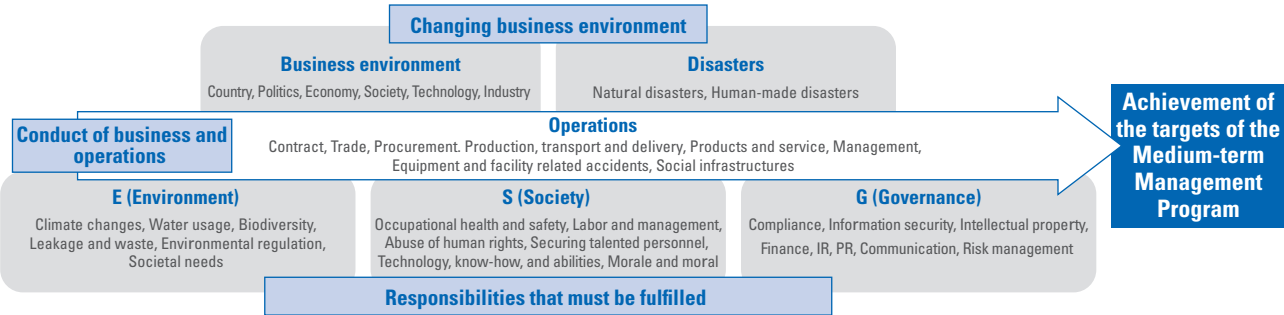 Changing business environment
Business environment
Country, Politics, Economy, Society, Technology, Industry
Disasters
Natural disasters, Human-made disasters
Conduct of business and
operations
Operations
Contract, Trade, Procurement. Production, transport and delivery, Products and service, Management,
Equipment and facility related accidents, Social infrastructures
Achievement of
the targets of the
Medium-term
Management
Program
E (Environment)
Climate changes, Water usage, Biodiversity,
Leakage and waste, Environmental regulation,
Societal needs
S (Society)
Occupational health and safety, Labor and management,
Abuse of human rights, Securing talented personnel,
Technology, know-how, and abilities, Morale and moral
G (Governance)
Compliance, Information security, Intellectual property,
Finance, IR, PR, Communication, Risk management
Responsibilities that must be fulfilled